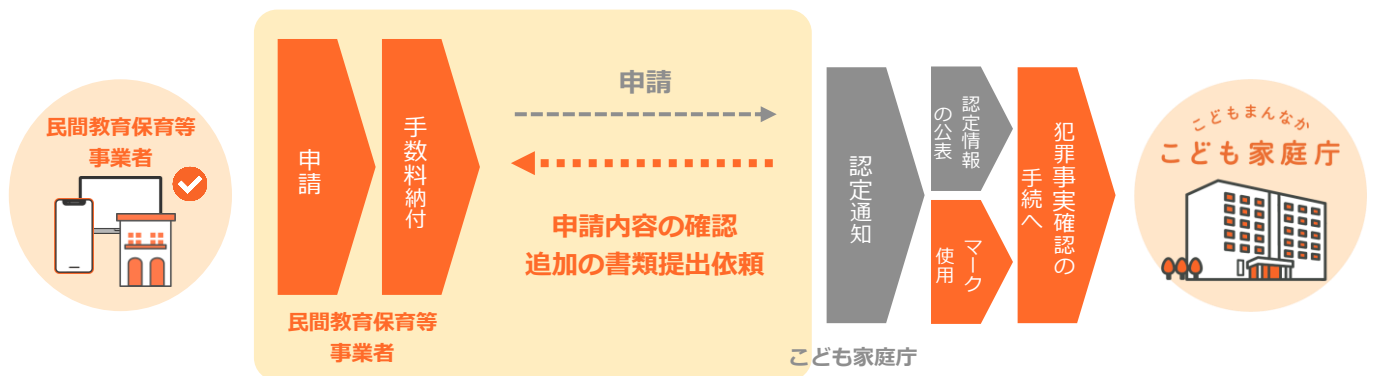 民間教育保育等
事業者
申請
手数料納付
民間教育保育等
事業者
申請
申請内容の確認
追加の書類提出依頼
認定通知
こども家庭庁
認定情報
の公表
マーク
使用
犯罪事実確認の
手続へ
こどもまんなか
こども家庭庁